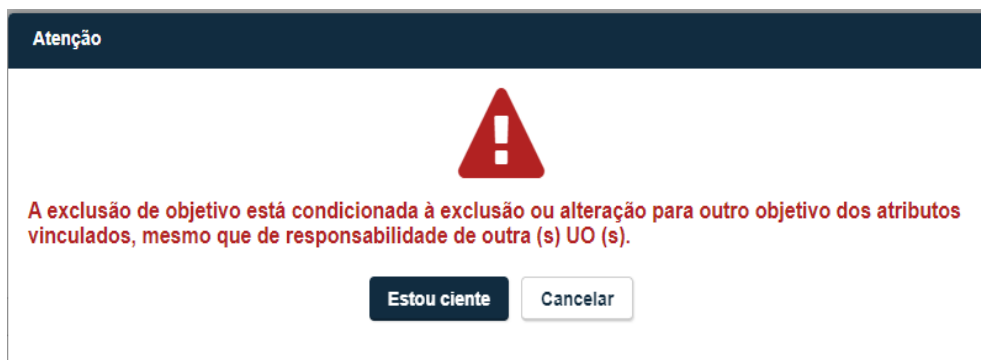 Atenção
A exclusão de objetivo está condicionada à exclusão ou alteração para outro objetivo dos atributos
vinculados, mesmo que de responsabilidade de outra (s) UO (s).
Estou ciente Cancelar